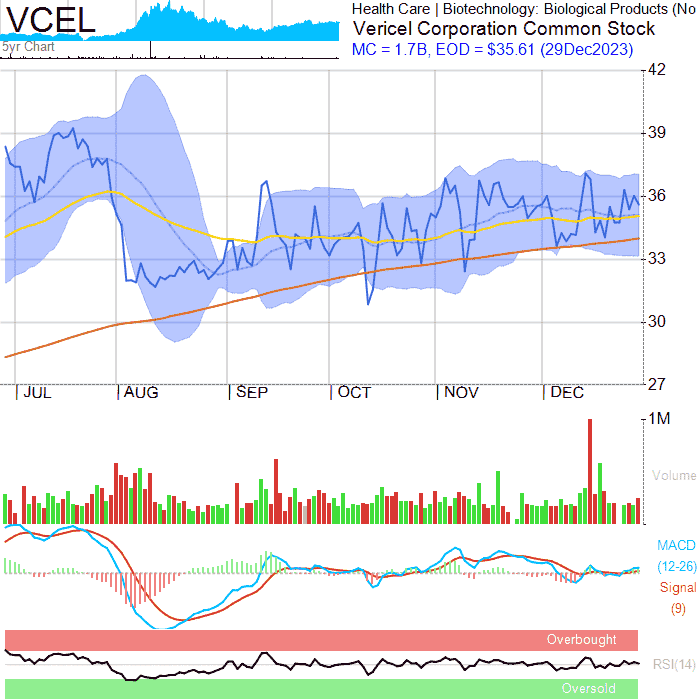 VCEL
5yr Chart
Health Care | Biotechnology: Biological Products (No
Vericel Corporation Common Stock
MC = 1.7B, EOD = $35.61 (29Dec2023)
42
39
36
33
30
27
JUL AUG SEP OCT NOV DEC
1M
Volume
MACD
(12-26)
Signal
(9)
Overbought
RSI(14)
Oversold